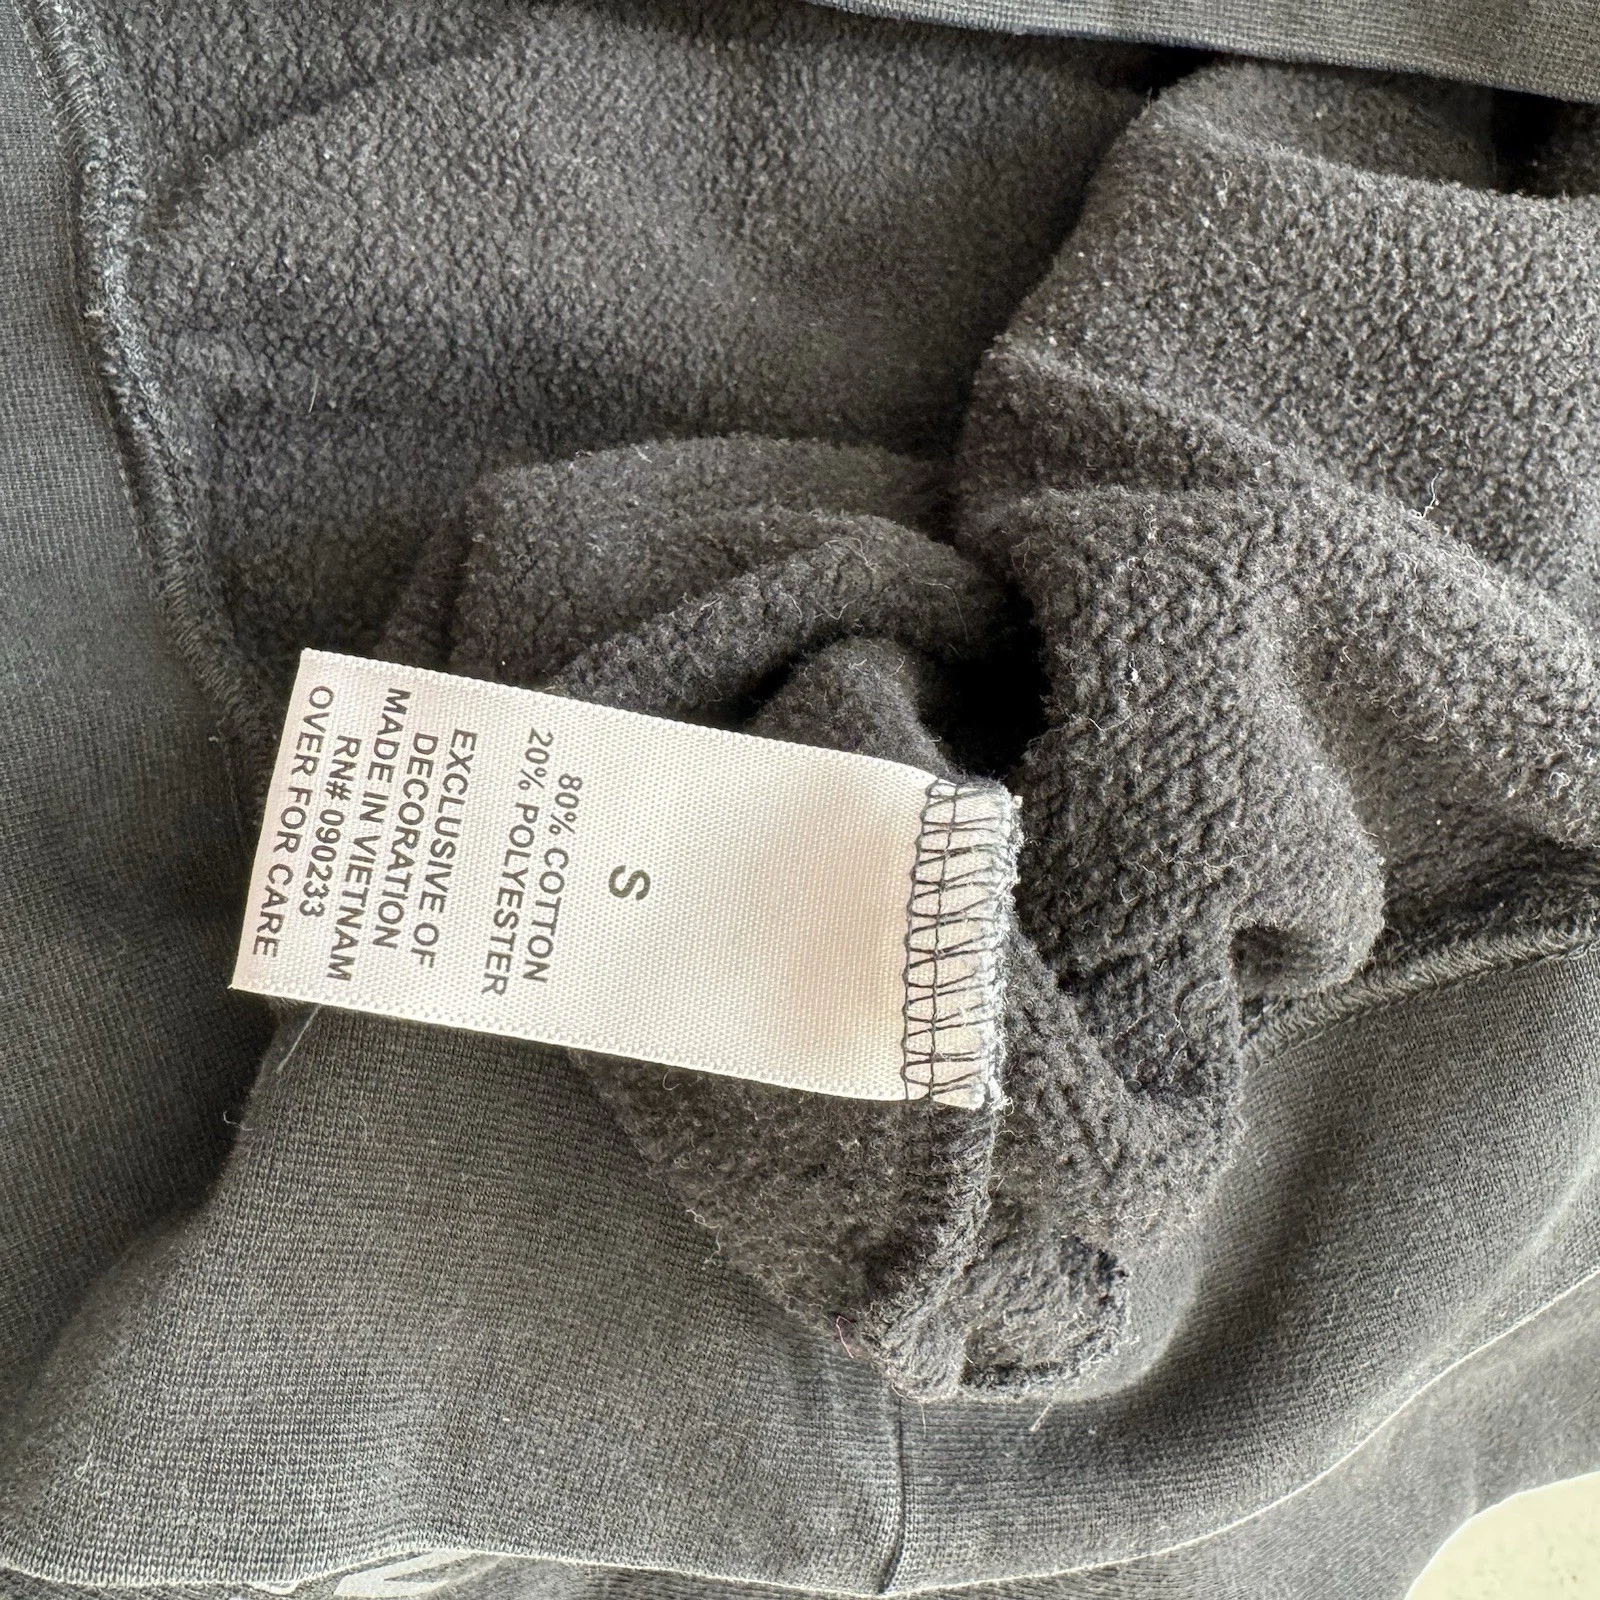 S
80% COTTON
20% POLYESTER
EXCLUSIVE OF
DECORATION
MADE IN VIETNAM
RN# 090233
OVER FOR CARE